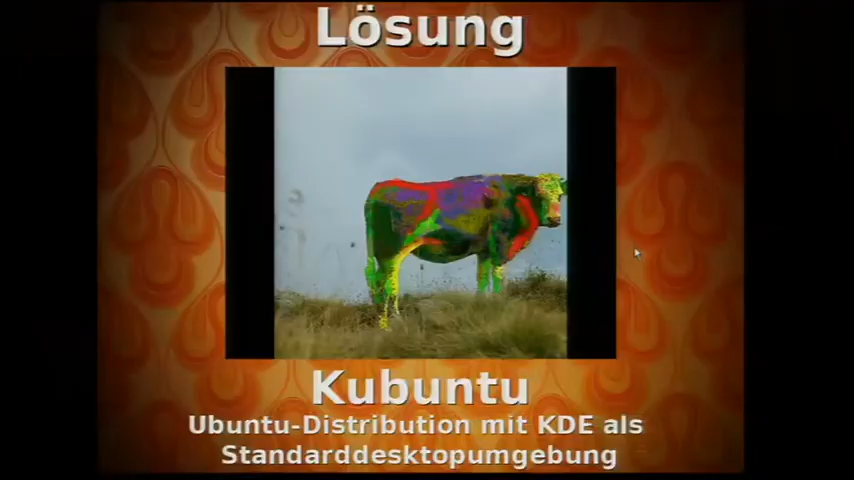 Lösung
Kubuntu
Ubuntu-Distribution mit KDE als
Standarddesktopumgebung